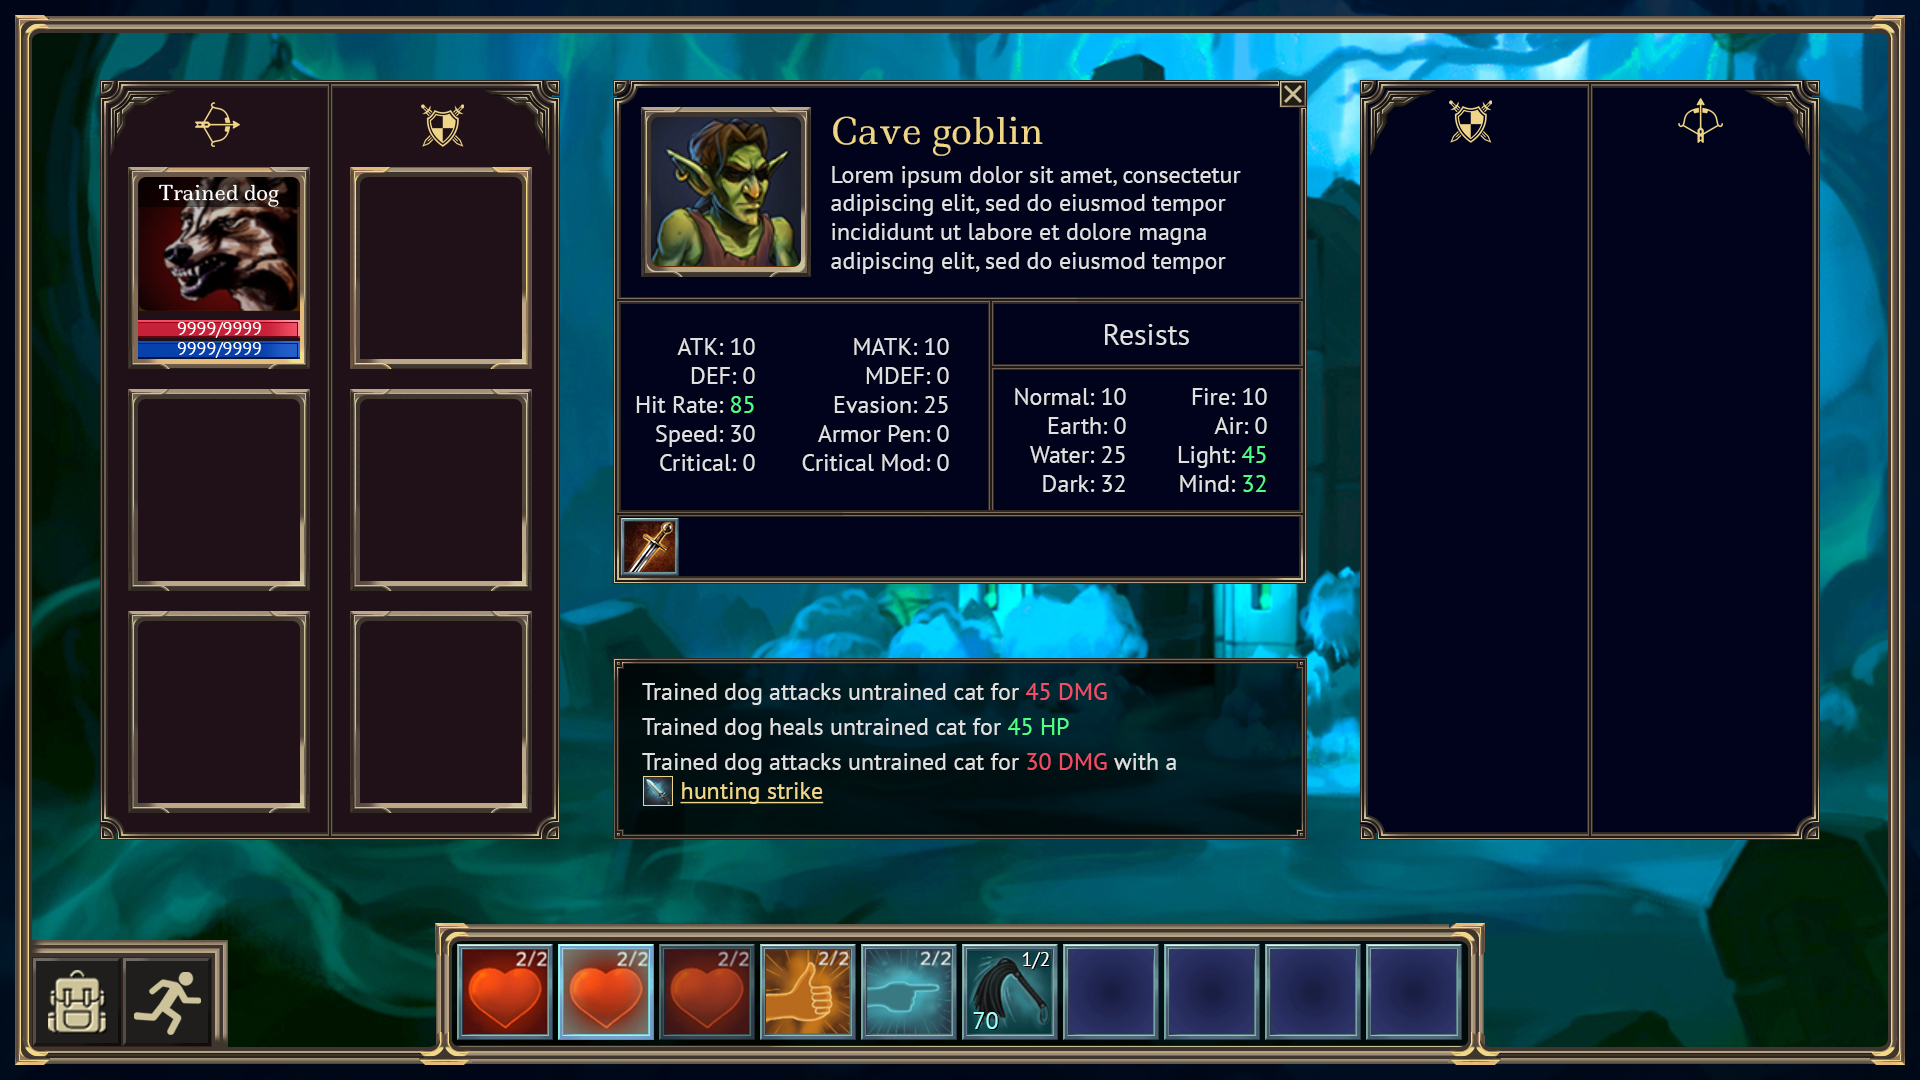 Trained dog
9999/9999
9999/9999
Cave goblin
Lorem ipsum dolor sit amet, consectetur
adipiscing elit, sed do eiusmod tempor
incididunt ut labore et dolore magna
adipiscing elit, sed do eiusmod tempor
ATK: 10 MATK: 10
DEF: 0 MDEF: 0
Hit Rate: 85 Evasion: 25
Speed: 30 Armor Pen: 0
Critical: 0 Critical Mod: 0
Resists
Normal: 10 Fire: 10
Earth: 0 Air: 0
Water: 25 Light: 45
Dark: 32 Mind: 32
Trained dog attacks untrained cat for 45 DMG
Trained dog heals untrained cat for 45 HP
Trained dog attacks untrained cat for 30 DMG with a
hunting strike
2/2 2/2 2/2 2/2 2/2 1/2
70